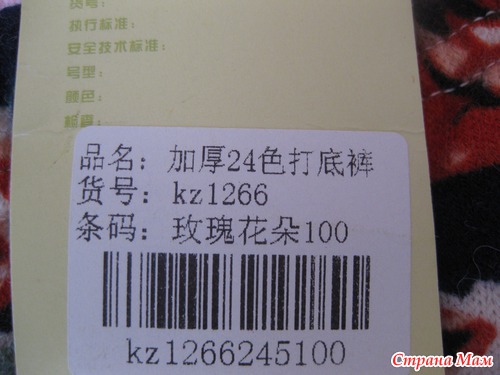 货号:
执行标准:
安全技术标准:
号型:
颜色:
检查:
品名: 加厚24色打底裤
货号: kz1266
条码: 玫瑰花朵100
kz1266245100
Страна Мам